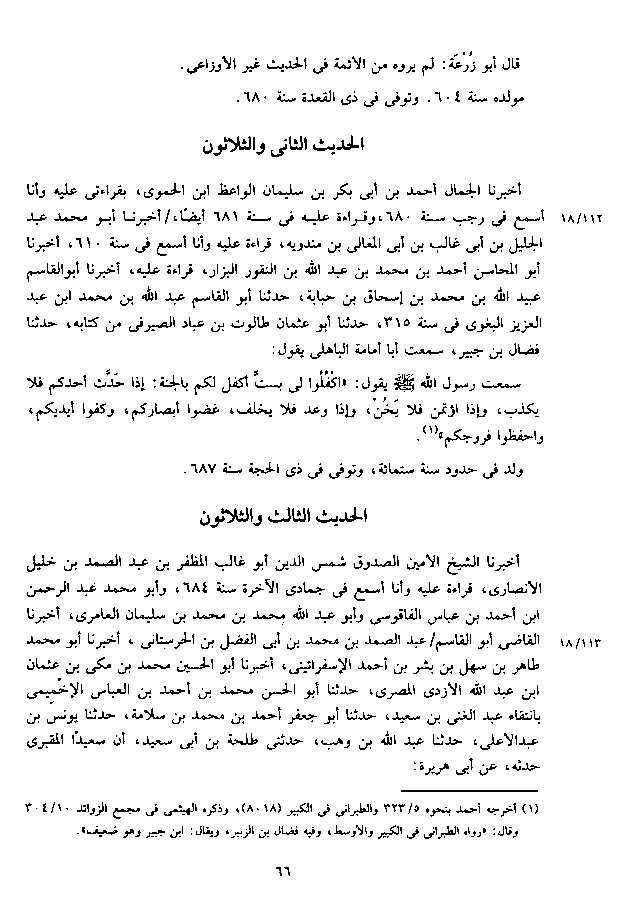 قال أبو زُرْعَة: لم يروه من الأئمة فى الحديث غير الأوزاعي.
مولده سنة ٦٠٤. وتوفى فى ذى القعدة سنة ٦٨٠.
الحديث الثانى والثلاثون
أخبرنا الجمال أحمد بن أبى بكر بن سليمان الواعظ ابن الحموى، بقراءتى عليه وأنا
١٨/١١٢ أسمع فى رجب سنة ٦٨٠، وقراءة عليه فى سنة ٦٨١ أيضًا،/أخبرنا أبو محمد عبد
الجليل بن أبى غالب بن أبى المعالى بن مندويه، قراءة عليه وأنا أسمع فى سنة ٦١٠، أخبرنا
أبو المحاسن أحمد بن محمد بن عبد الله بن النقور البزار، قراءة عليه، أخبرنا أبوالقاسم
عبيد الله بن محمد بن إسحاق بن حبابة، حدثنا أبو القاسم عبد الله بن محمد ابن عبد
العزيز البغوى فى سنة ٣١٥، حدثنا أبو عثمان طالوت بن عباد الصيرفى من كتابه، حدثنا
فضال بن جبير، سمعت أبا أمامة الباهلى يقول:
سمعت رسول الله ﷺ يقول: «اكْفُلُوا لى بستٍّ أكفل لكم بالجنة: إذا حَدَّث أحدكم فلا
يكذب، وإذا اؤتمن فلا يَخُنْ، وإذا وعد فلا يخلف، غضوا أبصاركم، وكفوا أيديكم،
واحفظوا فروجكم»(١).
ولد فى حدود سنة ستمائة، وتوفى فى ذى الحجة سنة ٦٨٧.
الحديث الثالث والثلاثون
أخبرنا الشيخ الأمين الصدوق شمس الدين أبو غالب المظفر بن عبد الصمد بن خليل
الأنصارى، قراءة عليه وأنا أسمع فى جمادى الآخرة سنة ٦٨٤، وأبو محمد عبد الرحمن
ابن أحمد بن عباس الفاقوسى وأبو عبد الله محمد بن محمد بن سليمان العامرى، أخبرنا
١٨/١١٣ القاضى أبو القاسم/عبد الصمد بن محمد بن أبى الفضل بن الحرستانى، أخبرنا أبو محمد
طاهر بن سهل بن بشر بن أحمد الإسفرائينى، أخبرنا أبو الحسين محمد بن مكى بن عثمان
ابن عبد الله الأزدى المصرى، حدثنا أبو الحسن محمد بن أحمد بن العباس الإخْمِيمى
بانتقاء عبد الغنى بن سعيد، حدثنا أبو جعفر أحمد بن محمد بن سلامة، حدثنا يونس بن
عبدالأعلى، حدثنا عبد الله بن وهب، حدثنى طلحة بن أبى سعيد، أن سعيدًا المقبرى
حدثه، عن أبى هريرة:
(١) أخرجه أحمد بنحوه ٣٢٣/٥ والطبرانى فى الكبير (٨٠١٨)، وذكره الهيثمى فى مجمع الزوائد ٣٠٤/١٠
وقال: «رواه الطبرانى فى الكبير والأوسط، وفيه فضال بن الزبير، ويقال: ابن جبير وهو ضعيف».
٦٦